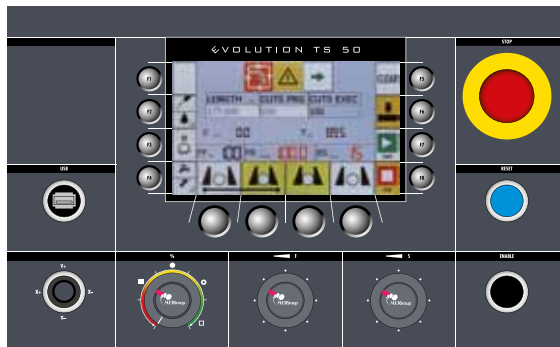 EVOLUTION TS 50
STOP
F1
F5
CLEAR
LENGTH CUTS PRG CUTS EXEC
F2
F6
F3
F7
F4
F8
USB
RESET
Y+
X+ X-
Y-
%
F
S
ENABLE
MEPGroup
MEPGroup
MEPGroup